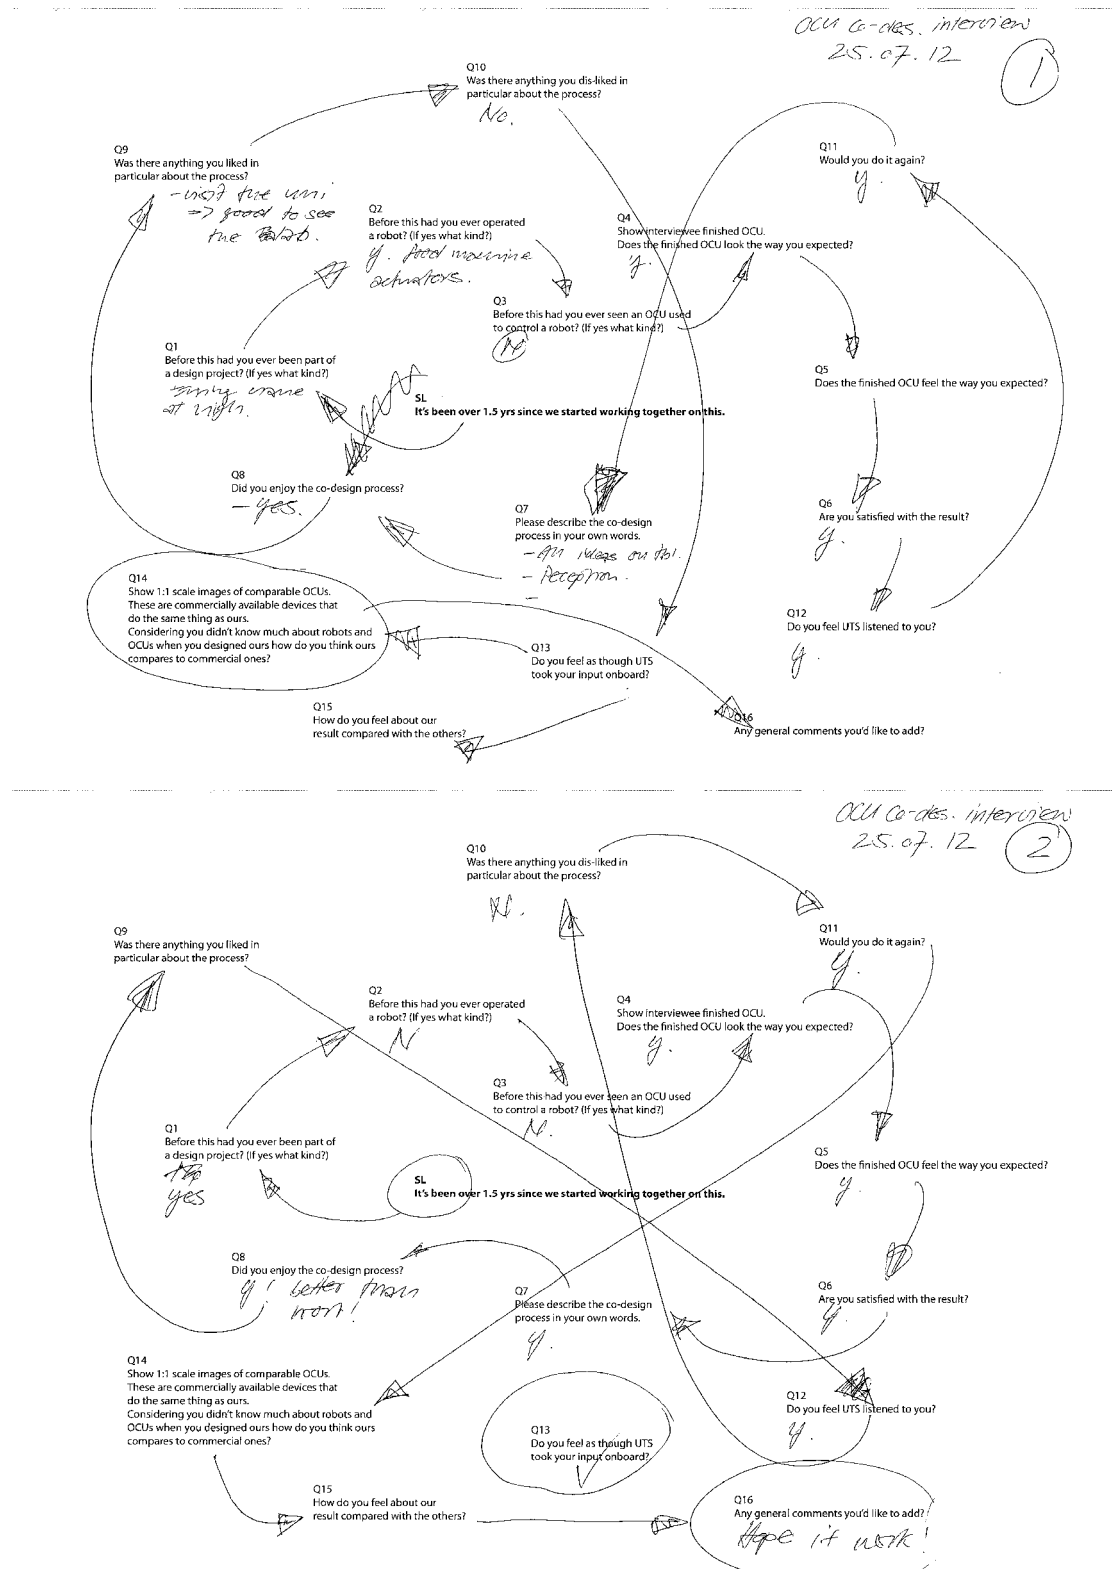 OCU Co-des. interview
25.07.12
1
Q10
Was there anything you dis-liked in
particular about the process?
No.
Q9
Was there anything you liked in
particular about the process?
- visit the uni
=> good to see
the lab.
Q11
Would you do it again?
y.
Q2
Before this had you ever operated
a robot? (If yes what kind?)
y. food machine
actuators.
Q4
Show interviewee finished OCU.
Does the finished OCU look the way you expected?
y.
Q3
Before this had you ever seen an OCU used
to control a robot? (If yes what kind?)
N
Q1
Before this had you ever been part of
a design project? (If yes what kind?)
crane
at
Q5
Does the finished OCU feel the way you expected?
SL
It's been over 1.5 yrs since we started working together on this.
Q8
Did you enjoy the co-design process?
- yes.
Q7
Please describe the co-design
process in your own words.
- All ideas on
- Perception.
-
Q6
Are you satisfied with the result?
y.
Q14
Show 1:1 scale images of comparable OCUs.
These are commercially available devices that
do the same thing as ours.
Considering you didn't know much about robots and
OCUs when you designed ours how do you think ours
compares to commercial ones?
Q12
Do you feel UTS listened to you?
y.
Q13
Do you feel as though UTS
took your input onboard?
Q15
How do you feel about our
result compared with the others?
Q16
Any general comments you'd like to add?
OCU Co-des. interview
25.07.12
2
Q10
Was there anything you dis-liked in
particular about the process?
N.
Q9
Was there anything you liked in
particular about the process?
Q11
Would you do it again?
y.
Q2
Before this had you ever operated
a robot? (If yes what kind?)
N
Q4
Show interviewee finished OCU.
Does the finished OCU look the way you expected?
y.
Q3
Before this had you ever seen an OCU used
to control a robot? (If yes what kind?)
N.
Q1
Before this had you ever been part of
a design project? (If yes what kind?)
yes
Q5
Does the finished OCU feel the way you expected?
y.
SL
It's been over 1.5 yrs since we started working together on this.
Q8
Did you enjoy the co-design process?
y! better than
work!
Q7
Please describe the co-design
process in your own words.
y.
Q6
Are you satisfied with the result?
y.
Q14
Show 1:1 scale images of comparable OCUs.
These are commercially available devices that
do the same thing as ours.
Considering you didn't know much about robots and
OCUs when you designed ours how do you think ours
compares to commercial ones?
Q12
Do you feel UTS listened to you?
y.
Q13
Do you feel as though UTS
took your input onboard?
Q15
How do you feel about our
result compared with the others?
Q16
Any general comments you'd like to add?
Hope it work!